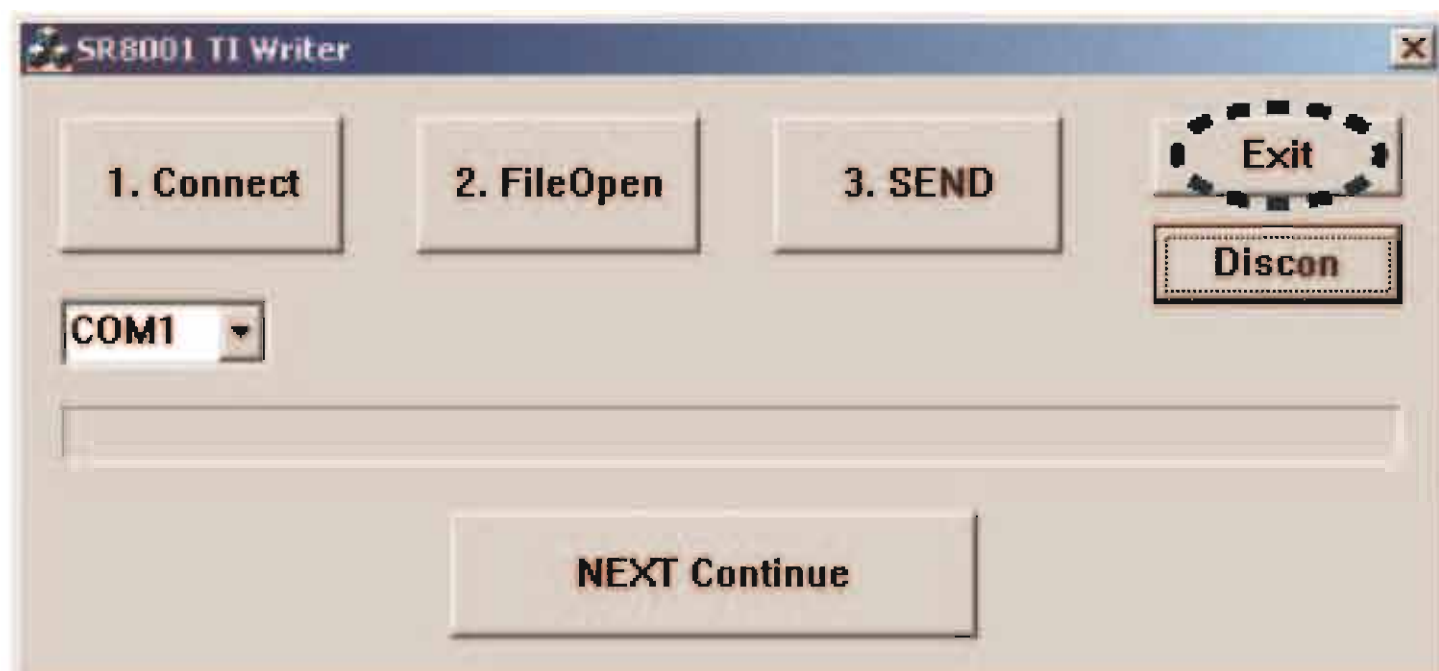 SR8001 TI Writer
1. Connect
2. FileOpen
3. SEND
Exit
Discon
COM1
NEXT Continue